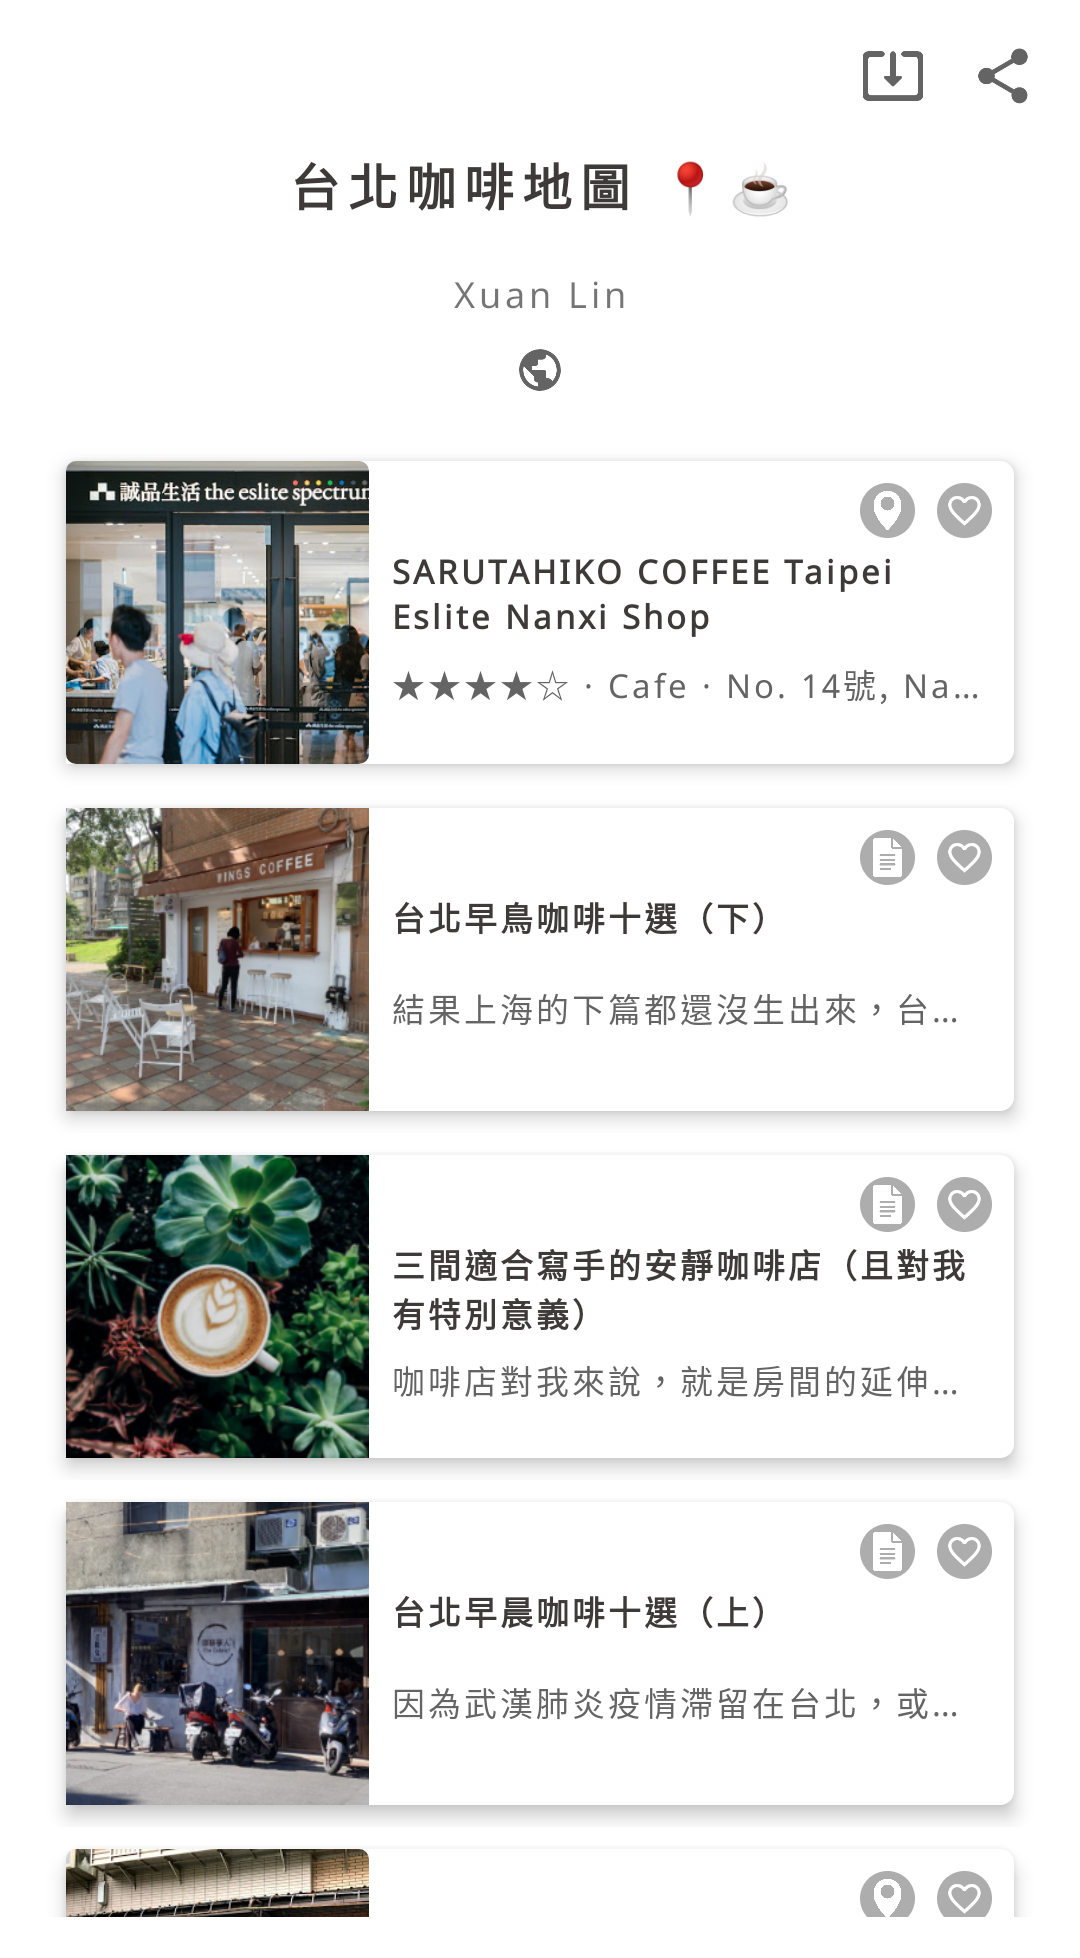 台北咖啡地圖 📍☕
Xuan Lin
誠品生活 the eslite spectrum
SARUTAHIKO COFFEE Taipei
Eslite Nanxi Shop
★★★★☆ · Cafe · No. 14號, Na...
WINGS COFFEE
台北早鳥咖啡十選（下）
結果上海的下篇都還沒生出來，台...
三間適合寫手的安靜咖啡店（且對我
有特別意義）
咖啡店對我來說，就是房間的延伸...
台北早晨咖啡十選（上）
因為武漢肺炎疫情滯留在台北，或...